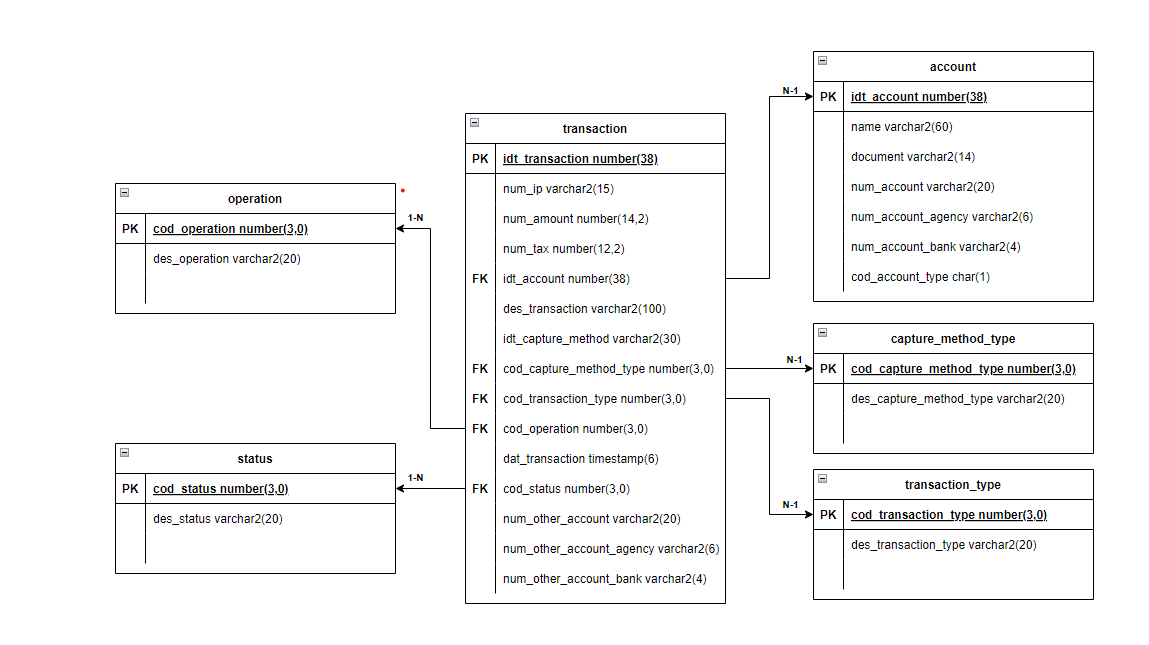 operation
PK cod_operation number(3,0)
des_operation varchar2(20)
1-N
status
PK cod_status number(3,0)
des_status varchar2(20)
1-N
transaction
PK idt_transaction number(38)
num_ip varchar2(15)
num_amount number(14,2)
num_tax number(12,2)
FK idt_account number(38)
des_transaction varchar2(100)
idt_capture_method varchar2(30)
FK cod_capture_method_type number(3,0)
FK cod_transaction_type number(3,0)
FK cod_operation number(3,0)
dat_transaction timestamp(6)
FK cod_status number(3,0)
num_other_account varchar2(20)
num_other_account_agency varchar2(6)
num_other_account_bank varchar2(4)
N-1
account
PK idt_account number(38)
name varchar2(60)
document varchar2(14)
num_account varchar2(20)
num_account_agency varchar2(6)
num_account_bank varchar2(4)
cod_account_type char(1)
N-1
capture_method_type
PK cod_capture_method_type number(3,0)
des_capture_method_type varchar2(20)
N-1
transaction_type
PK cod_transaction_type number(3,0)
des_transaction_type varchar2(20)